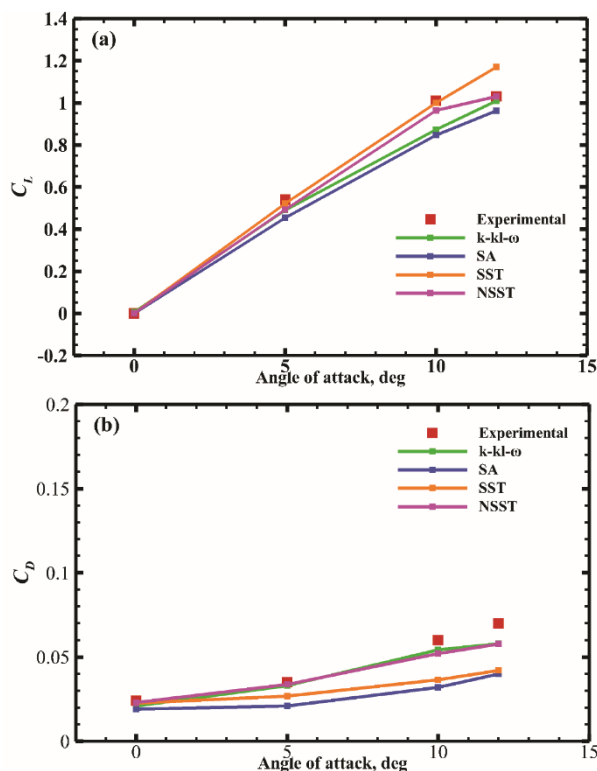 (a)
1.4
1.2
1
0.8
0.6
0.4
0.2
0
-0.2
C_L
Experimental
k-kl-ω
SA
SST
NSST
0 5 10 15
Angle of attack, deg
(b)
0.2
0.15
0.1
0.05
0
C_D
Experimental
k-kl-ω
SA
SST
NSST
0 5 10 15
Angle of attack, deg